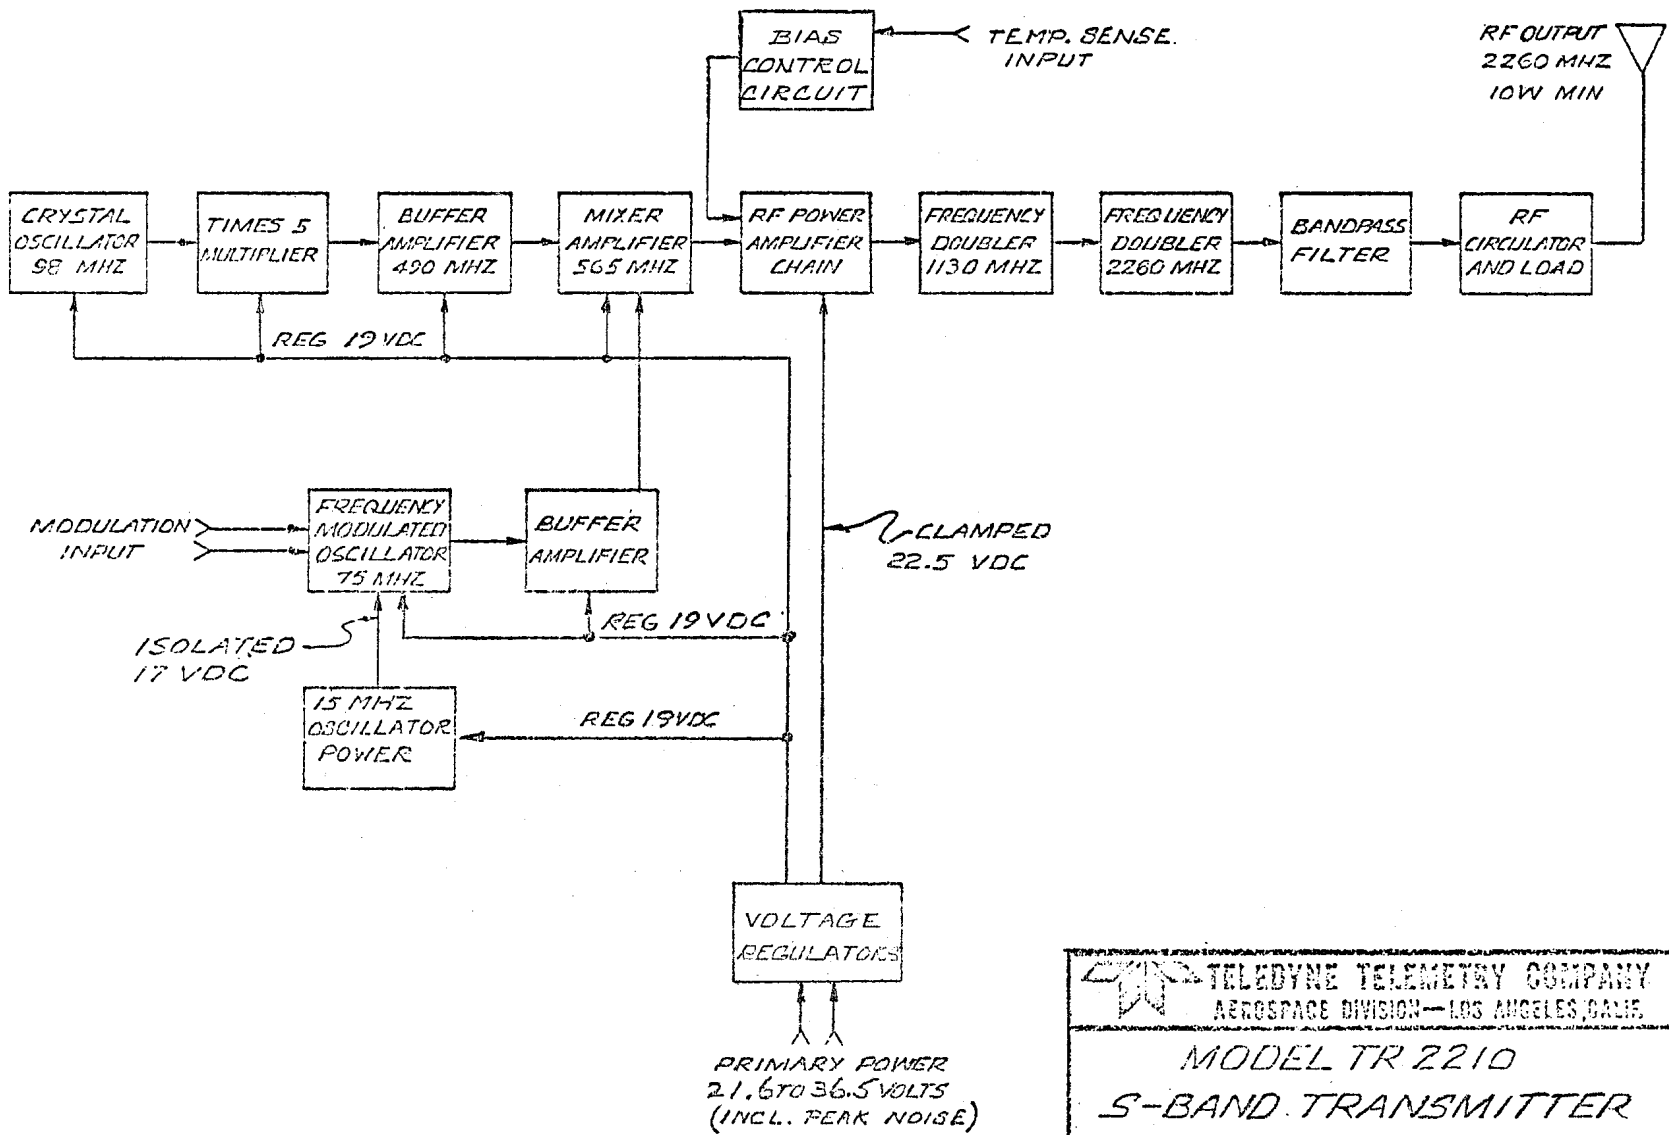 BIAS
CONTROL
CIRCUIT
TEMP. SENSE.
INPUT
RF OUTPUT
2260 MHZ
10W MIN
CRYSTAL
OSCILLATOR
98 MHZ
TIMES 5
MULTIPLIER
BUFFER
AMPLIFIER
490 MHZ
MIXER
AMPLIFIER
565 MHZ
RF POWER
AMPLIFIER
CHAIN
FREQUENCY
DOUBLER
1130 MHZ
FREQUENCY
DOUBLER
2260 MHZ
BANDPASS
FILTER
RF
CIRCULATOR
AND LOAD
REG 19 VDC
MODULATION
INPUT
FREQUENCY
MODULATED
OSCILLATOR
75 MHZ
BUFFER
AMPLIFIER
CLAMPED
22.5 VDC
REG 19 VDC
ISOLATED
17 VDC
15 MHZ
OSCILLATOR
POWER
REG 19 VDC
VOLTAGE
REGULATORS
PRIMARY POWER
21.6 TO 36.5 VOLTS
(INCL. PEAK NOISE)
TELEDYNE TELEMETRY COMPANY
AEROSPACE DIVISION—LOS ANGELES, CALIF.
MODEL TR 2210
S-BAND TRANSMITTER